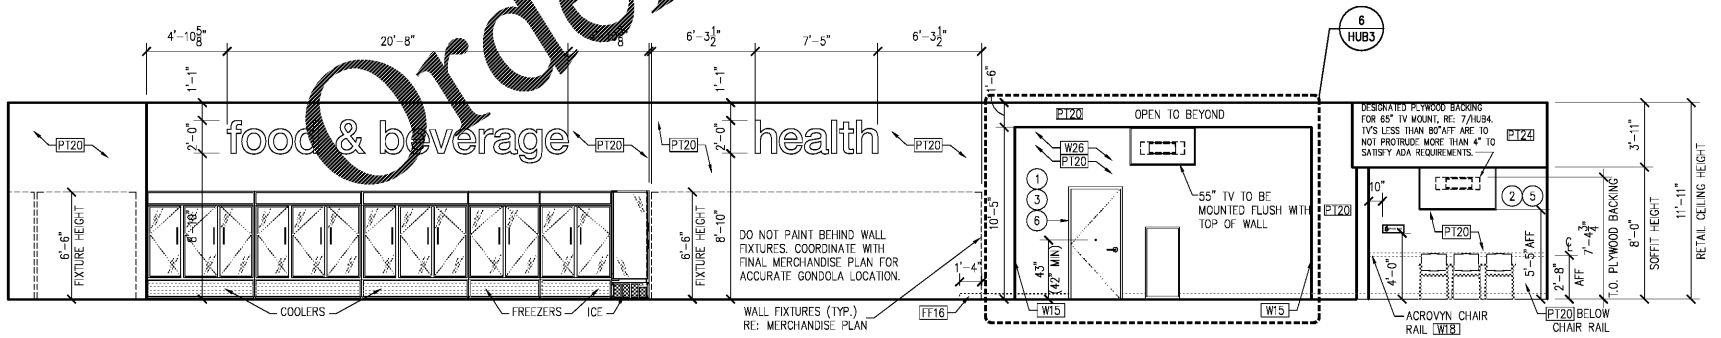 Orde
6
HUB3
4'-10 5/8"
20'-8"
6'-3 1/2"
7'-5"
6'-3 1/2"
1'-1"
1'-1"
1'-6"
2'-0"
2'-0"
food & beverage
health
PT20
PT20
PT20
PT20
PT20
OPEN TO BEYOND
W26
PT20
DESIGNATED PLYWOOD BACKING
FOR 65" TV MOUNT, RE: 7/HUB4.
TV'S LESS THAN 80"AFF ARE TO
NOT PROTRUDE MORE THAN 4" TO
SATISFY ADA REQUIREMENTS.
PT24
3'-11"
1
3
6
55" TV TO BE
MOUNTED FLUSH WITH
TOP OF WALL
PT20
10"
2
5
PT20
6'-6"
FIXTURE HEIGHT
8'-10"
6'-6"
FIXTURE HEIGHT
8'-10"
DO NOT PAINT BEHIND WALL
FIXTURES. COORDINATE WITH
FINAL MERCHANDISE PLAN FOR
ACCURATE GONDOLA LOCATION.
10'-5"
1'-4"
43"
(42" MIN)
4'-0"
5'-5"AFF
2'-8"
AFF
7'-4 3/4"
T.O. PLYWOOD BACKING
8'-0"
SOFFIT HEIGHT
11'-11"
RETAIL CEILING HEIGHT
COOLERS
FREEZERS
ICE
WALL FIXTURES (TYP.)
RE: MERCHANDISE PLAN
FF16
W15
W15
ACROVYN CHAIR
RAIL W18
PT20 BELOW
CHAIR RAIL